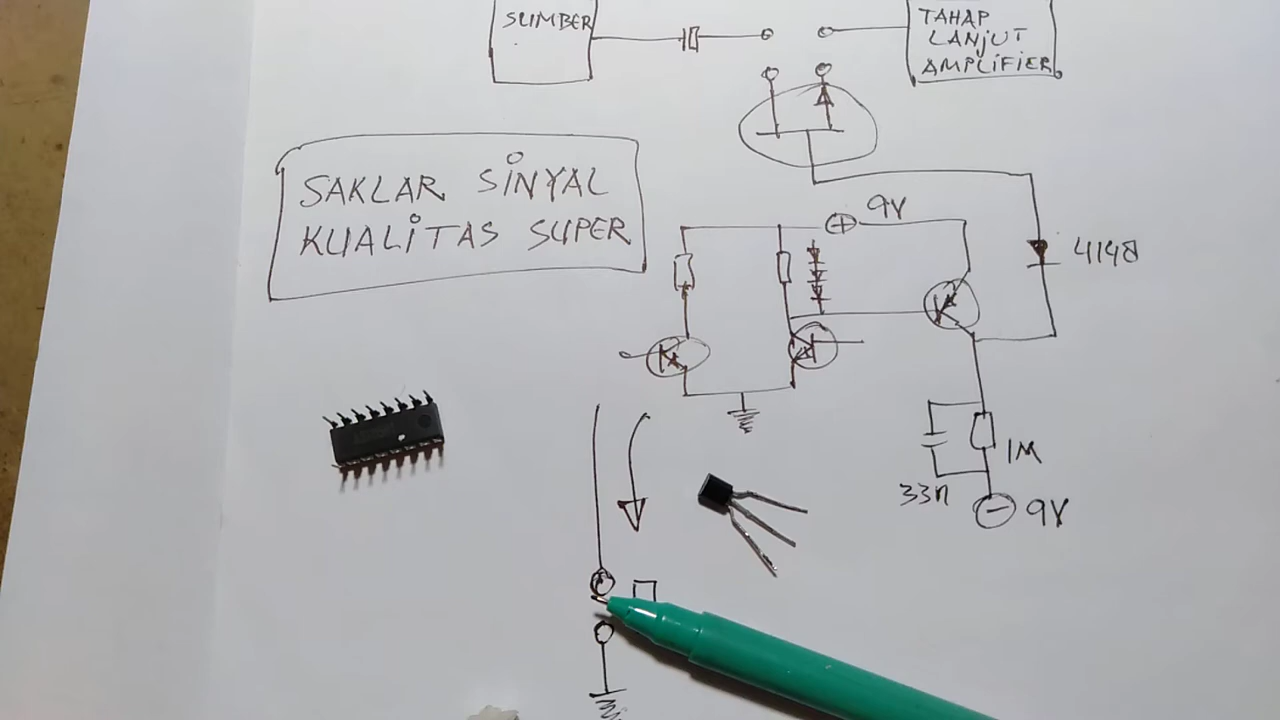 SUMBER
TAHAP
LANJUT
AMPLIFIER
SAKLAR SINYAL
KUALITAS SUPER
+ 9V
4148
1M
33n
- 9V